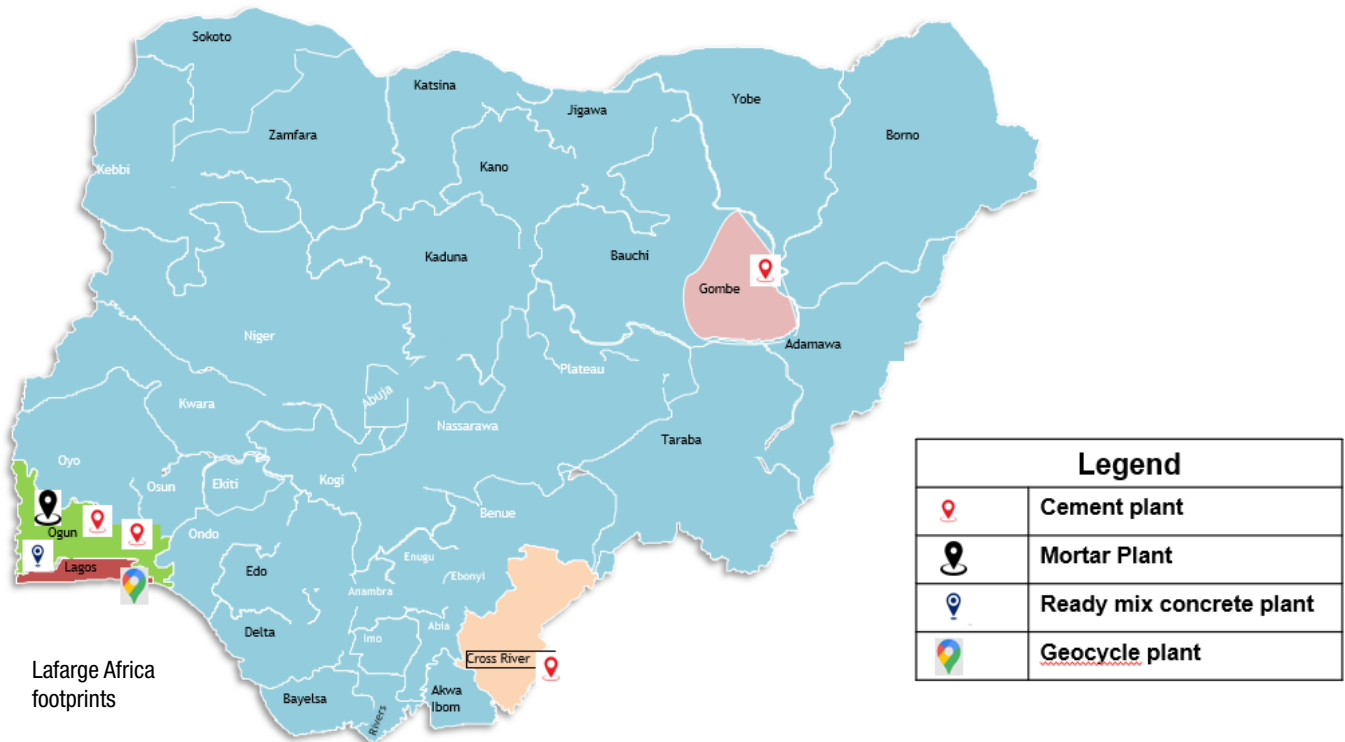 Sokoto
Katsina
Jigawa
Yobe
Borno
Zamfara
Kano
Kebbi
Kaduna
Bauchi
Gombe
Niger
Adamawa
Plateau
Abuja
Kwara
Nassarawa
Taraba
Oyo
Osun
Ekiti
Kogi
Benue
Ogun
Ondo
Lagos
Edo
Enugu
Ebonyi
Anambra
Delta
Imo
Abia
Cross River
Bayelsa
Rivers
Akwa
Ibom
Lafarge Africa
footprints
Legend
Cement plant
Mortar Plant
Ready mix concrete plant
Geocycle plant